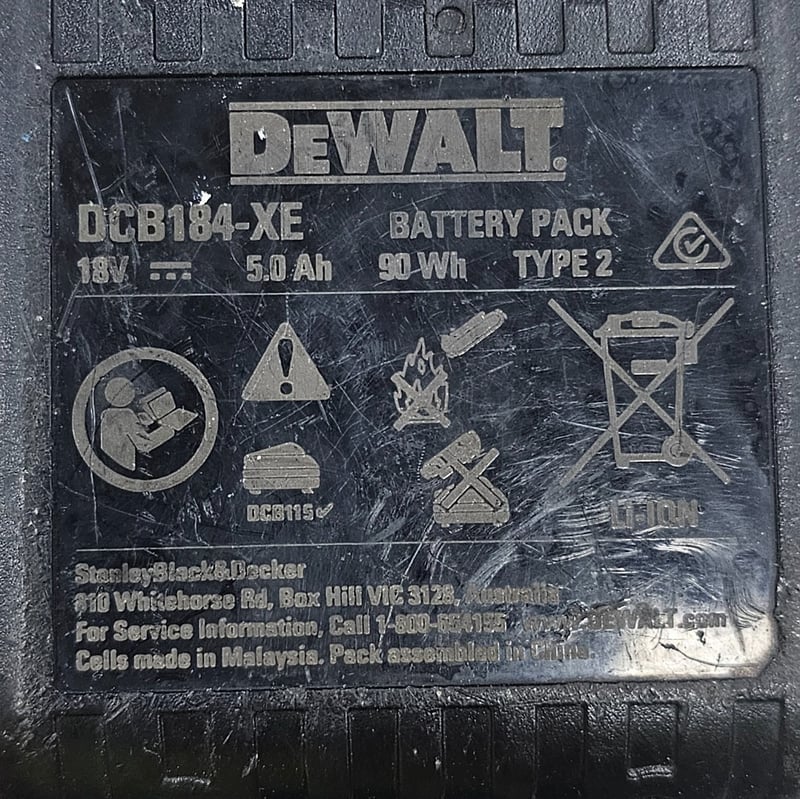 DEWALT
DCB184-XE BATTERY PACK
18V 5.0 Ah 90 Wh TYPE 2
DCB115✓
LI-ION
StanleyBlack&Decker
810 Whitehorse Rd, Box Hill VIC 3128, Australia
For Service Information, Call 1-800- www.DEWALT.com
Cells made in Malaysia. Pack assembled in China.